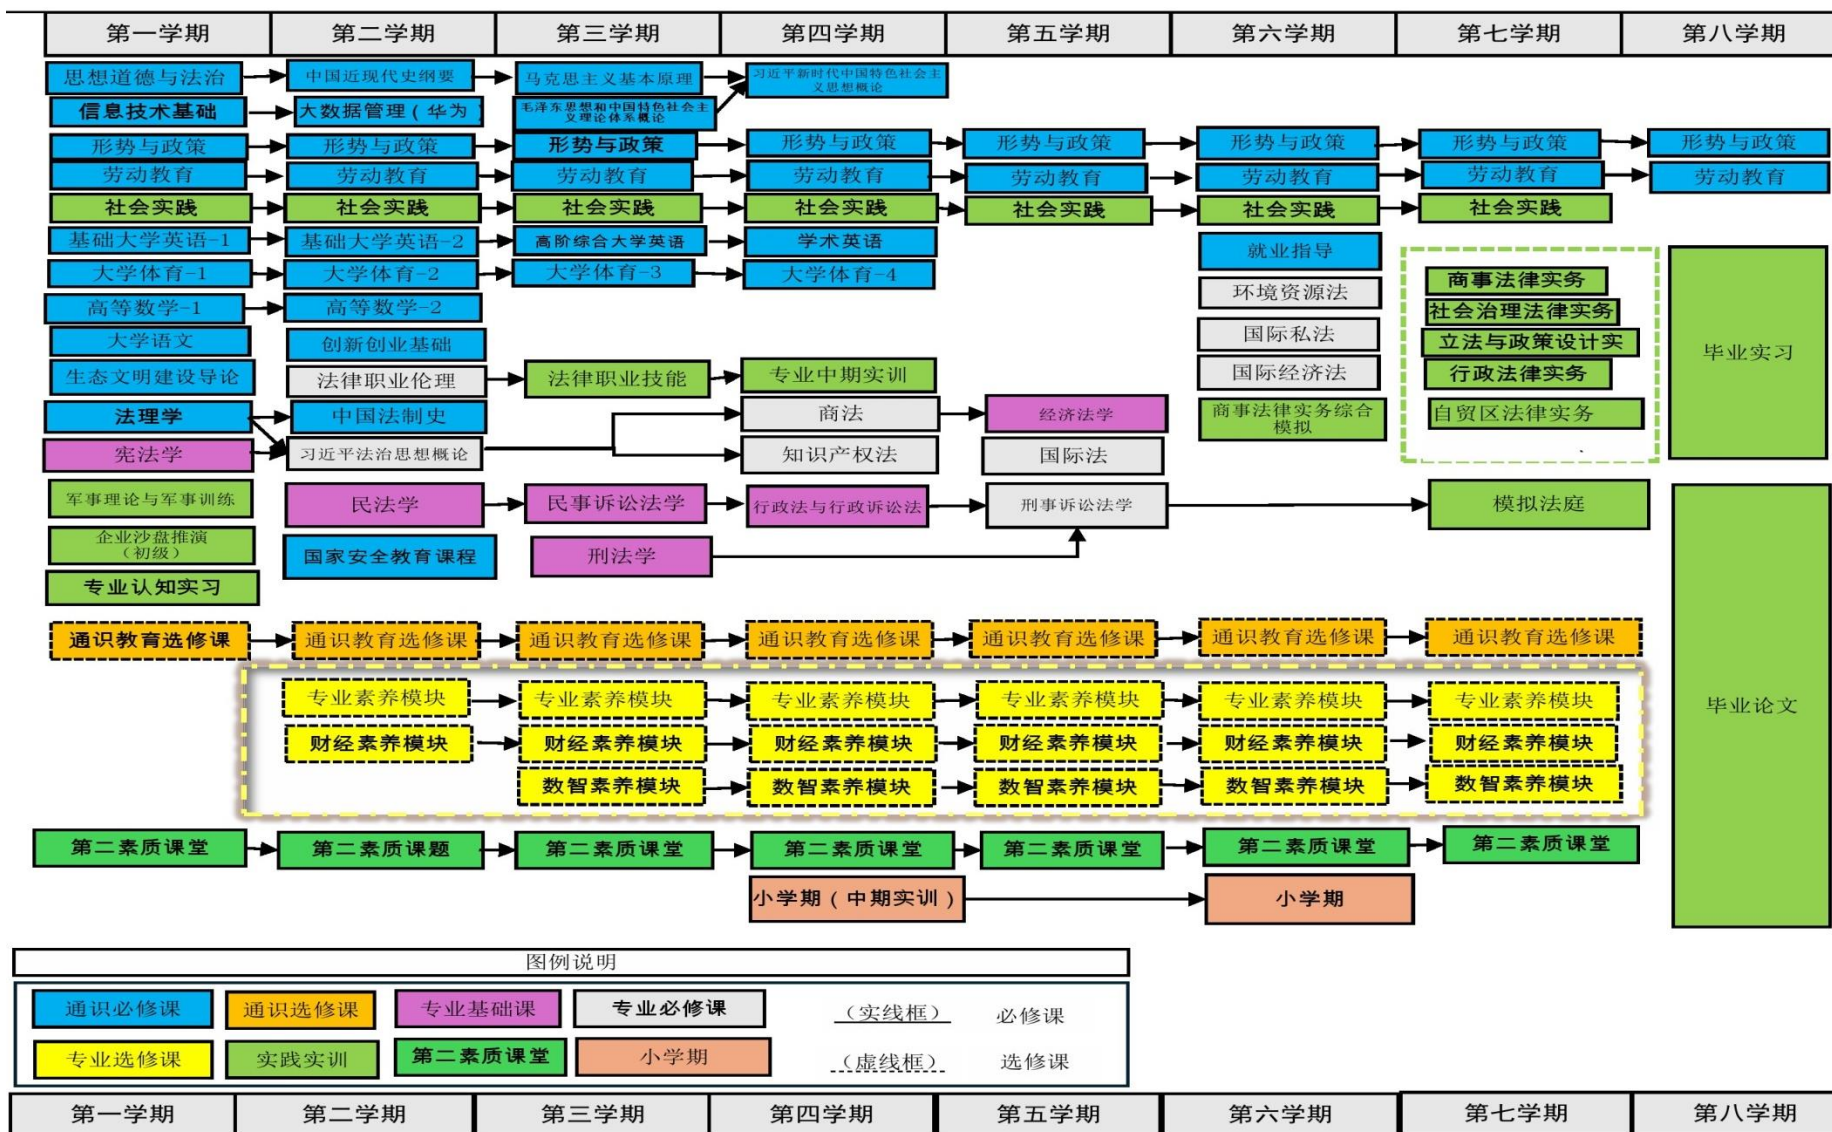 第一学期 第二学期 第三学期 第四学期 第五学期 第六学期 第七学期 第八学期
思想道德与法治 中国近现代史纲要 马克思主义基本原理 习近平新时代中国特色社会主
义思想概论
信息技术基础 大数据管理（华为） 毛泽东思想和中国特色社会主
义理论体系概论
形势与政策 形势与政策 形势与政策 形势与政策 形势与政策 形势与政策 形势与政策 形势与政策
劳动教育 劳动教育 劳动教育 劳动教育 劳动教育 劳动教育 劳动教育 劳动教育
社会实践 社会实践 社会实践 社会实践 社会实践 社会实践 社会实践
基础大学英语-1 基础大学英语-2 高阶综合大学英语 学术英语 就业指导
大学体育-1 大学体育-2 大学体育-3 大学体育-4 商事法律实务
高等数学-1 高等数学-2 环境资源法 社会治理法律实务
大学语文 创新创业基础 国际私法 立法与政策设计实 毕业实习
生态文明建设导论 法律职业伦理 法律职业技能 专业中期实训 国际经济法 行政法律实务
法理学 中国法制史 商法 经济法学 商事法律实务综合
模拟 自贸区法律实务
宪法学 习近平法治思想概论 知识产权法 国际法
军事理论与军事训练 民法学 民事诉讼法学 行政法与行政诉讼法 刑事诉讼法学 模拟法庭
企业沙盘推演
（初级） 国家安全教育课程 刑法学
专业认知实习
通识教育选修课 通识教育选修课 通识教育选修课 通识教育选修课 通识教育选修课 通识教育选修课 通识教育选修课
专业素养模块 专业素养模块 专业素养模块 专业素养模块 专业素养模块 专业素养模块 毕业论文
财经素养模块 财经素养模块 财经素养模块 财经素养模块 财经素养模块 财经素养模块
数智素养模块 数智素养模块 数智素养模块 数智素养模块 数智素养模块
第二素质课堂 第二素质课题 第二素质课堂 第二素质课堂 第二素质课堂 第二素质课堂 第二素质课堂
小学期（中期实训） 小学期
图例说明
通识必修课 通识选修课 专业基础课 专业必修课 （实线框） 必修课
专业选修课 实践实训 第二素质课堂 小学期 （虚线框） 选修课
第一学期 第二学期 第三学期 第四学期 第五学期 第六学期 第七学期 第八学期